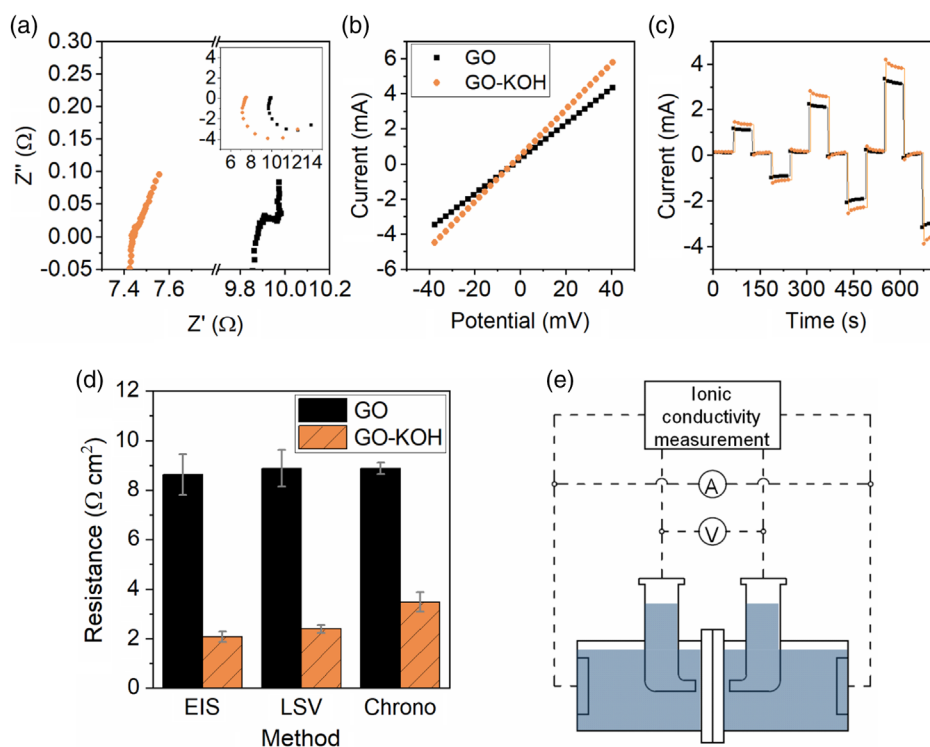 (a)
0.30
0.25
0.20
0.15
0.10
0.05
0.00
-0.05
Z'' (Ω)
7.4 7.6 9.8 10.0 10.2
Z' (Ω)
4
2
0
-2
-4
6 8 10 12 14
(b)
GO
GO-KOH
6
4
2
0
-2
-4
-6
Current (mA)
-40 -20 0 20 40
Potential (mV)
(c)
4
2
0
-2
-4
Current (mA)
0 150 300 450 600
Time (s)
(d)
GO
GO-KOH
12
10
8
6
4
2
0
Resistance (Ω cm²)
EIS LSV Chrono
Method
(e)
Ionic
conductivity
measurement
A
V